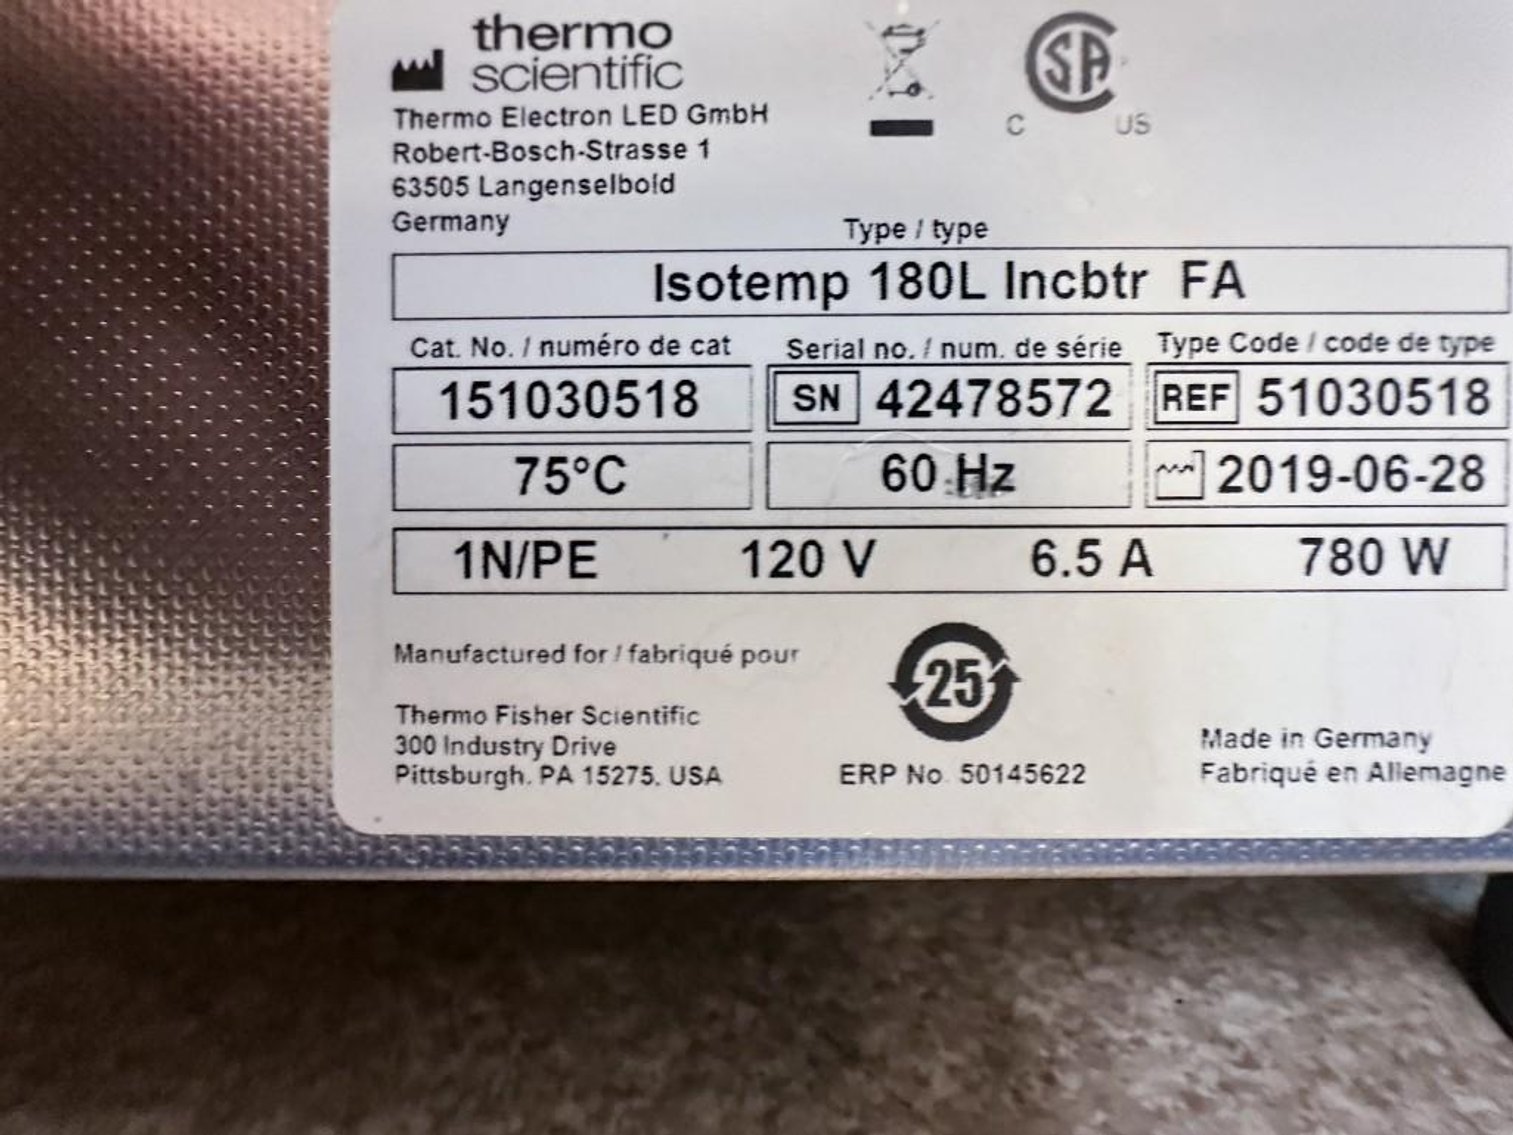 thermo
scientific
Thermo Electron LED GmbH
Robert-Bosch-Strasse 1
63505 Langenselbold
Germany
CSA
C US
Type / type
Isotemp 180L Incbtr FA
Cat. No. / numéro de cat
Serial no. / num. de série
Type Code / code de type
151030518
SN 42478572
REF 51030518
75°C
60 Hz
2019-06-28
1N/PE 120 V 6.5 A 780 W
Manufactured for / fabriqué pour
Thermo Fisher Scientific
300 Industry Drive
Pittsburgh, PA 15275, USA
25
ERP No. 50145622
Made in Germany
Fabriqué en Allemagne